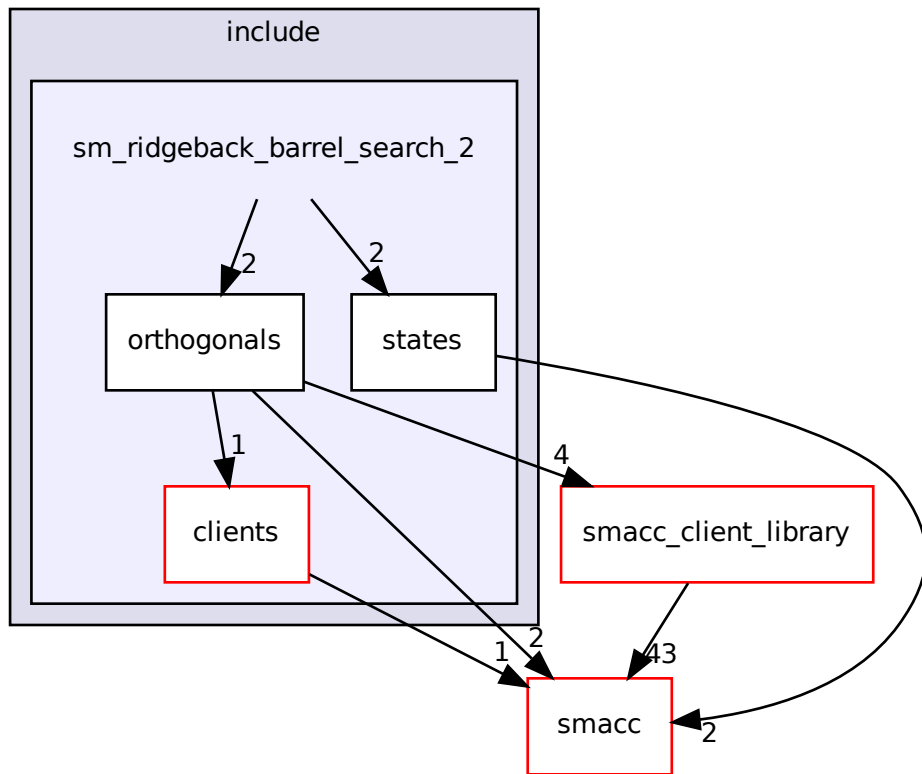 include
sm_ridgeback_barrel_search_2
2
2
orthogonals
states
1
4
clients
smacc_client_library
1
2
43
smacc
2